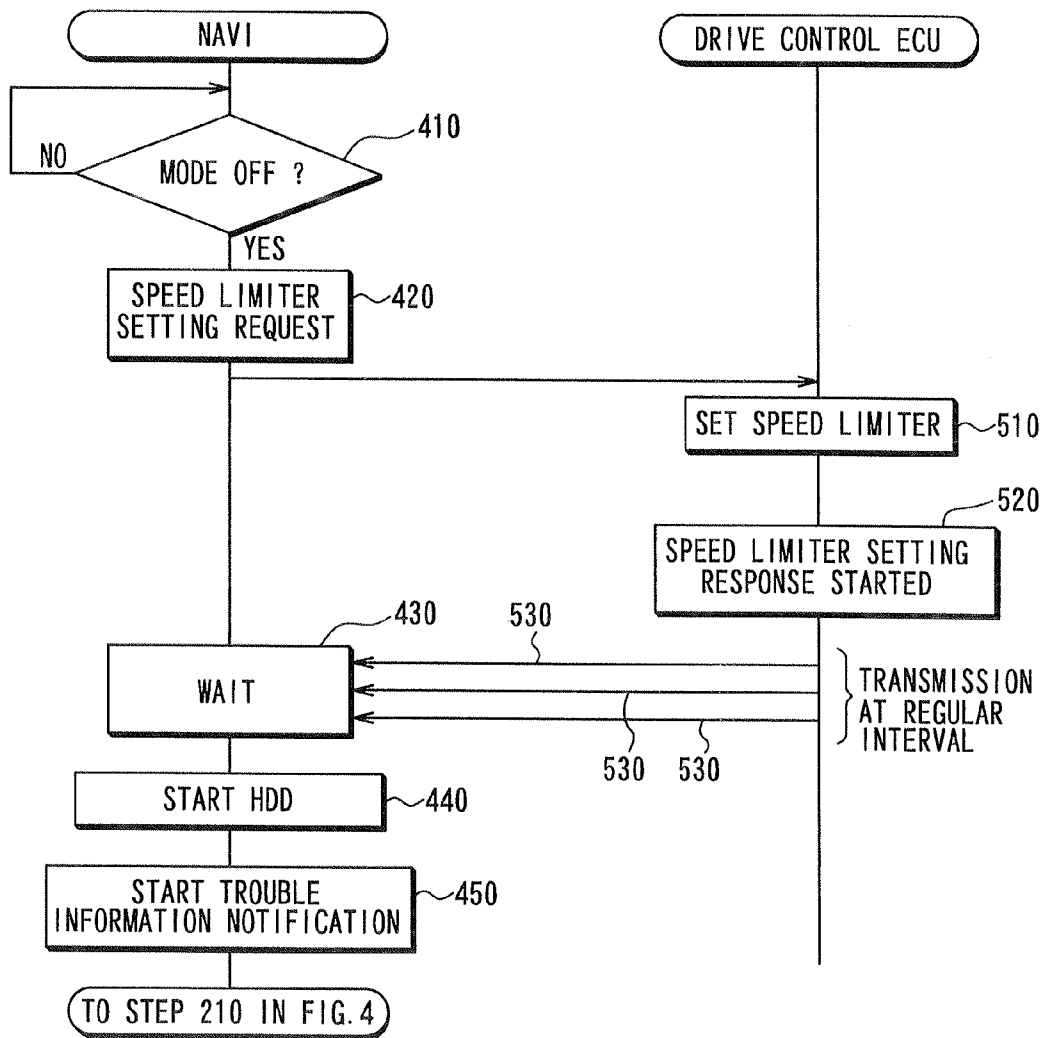 NAVI
DRIVE CONTROL ECU
410
NO
MODE OFF ?
YES
SPEED LIMITER
SETTING REQUEST
420
SET SPEED LIMITER
510
520
SPEED LIMITER SETTING
RESPONSE STARTED
430
530
WAIT
TRANSMISSION
AT REGULAR
INTERVAL
530
530
START HDD
440
START TROUBLE
INFORMATION NOTIFICATION
450
TO STEP 210 IN FIG.4